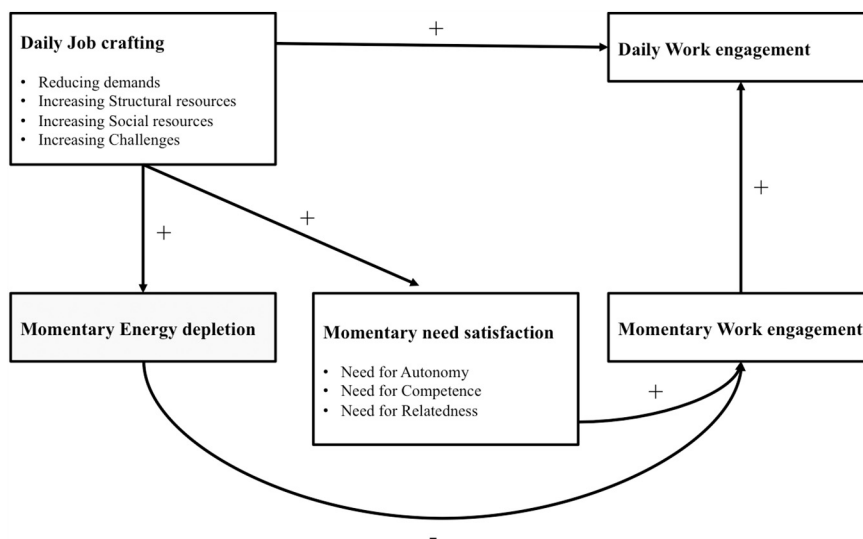 Daily Job crafting
• Reducing demands
• Increasing Structural resources
• Increasing Social resources
• Increasing Challenges
+
Daily Work engagement
+
+
+
Momentary Energy depletion
Momentary need satisfaction
• Need for Autonomy
• Need for Competence
• Need for Relatedness
Momentary Work engagement
+
-